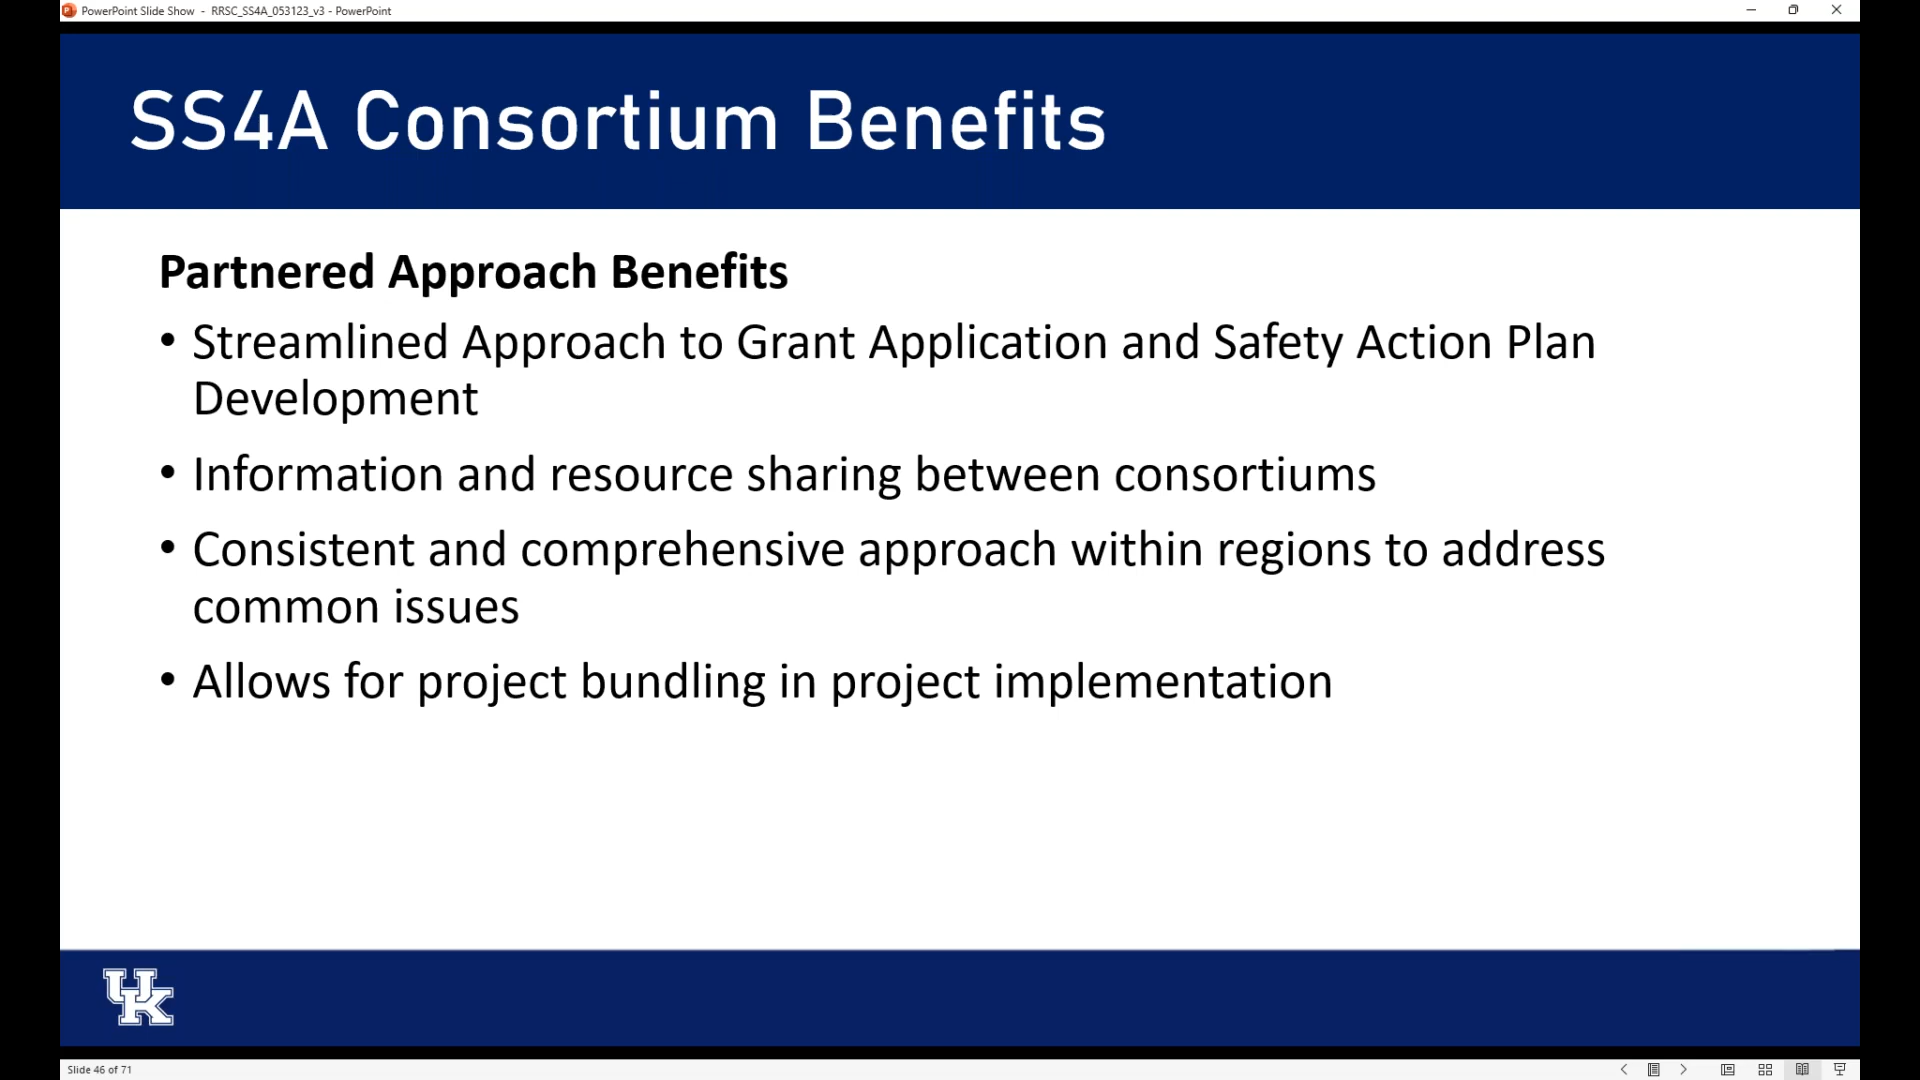 PowerPoint Slide Show - RRSC_SS4A_053123_v3 - PowerPoint
SS4A Consortium Benefits
Partnered Approach Benefits
• Streamlined Approach to Grant Application and Safety Action Plan
Development
• Information and resource sharing between consortiums
• Consistent and comprehensive approach within regions to address
common issues
• Allows for project bundling in project implementation
UK
Slide 46 of 71